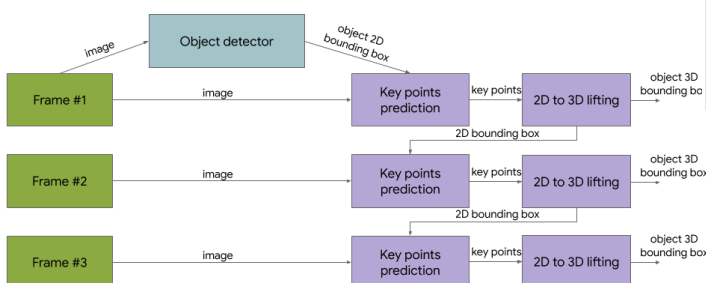 Object detector
image
object 2D
bounding box
Frame #1
image
Key points
prediction
key points
2D to 3D lifting
object 3D
bounding bo
2D bounding box
Frame #2
image
Key points
prediction
key points
2D to 3D lifting
object 3D
bounding box
2D bounding box
Frame #3
image
Key points
prediction
key points
2D to 3D lifting
object 3D
bounding box